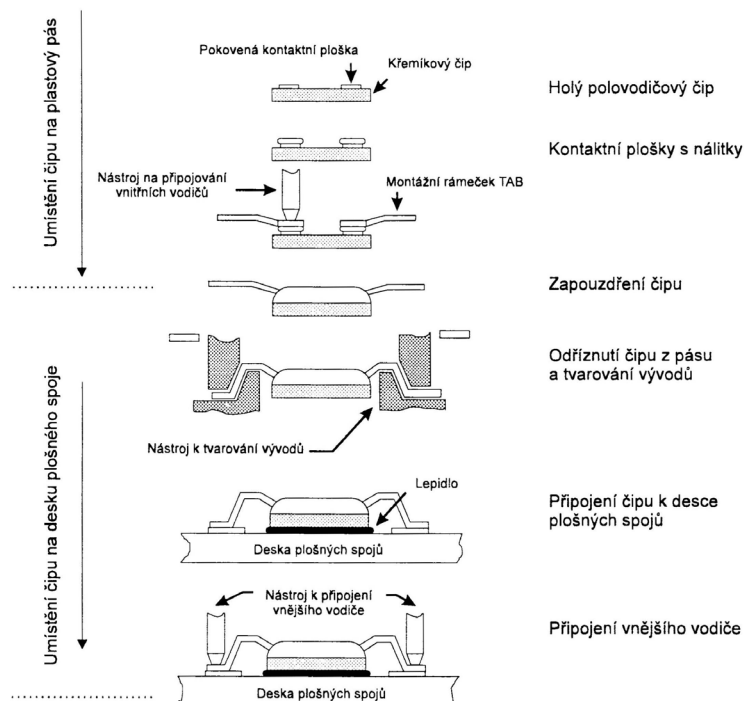 Umístění čipu na plastový pás
Pokovená kontaktní ploška
Křemíkový čip
Holý polovodičový čip
Kontaktní plošky s nálitky
Nástroj na připojování
vnitřních vodičů
Montážní rámeček TAB
Zapouzdření čipu
Umístění čipu na desku plošného spoje
Odříznutí čipu z pásu
a tvarování vývodů
Nástroj k tvarování vývodů
Lepidlo
Připojení čipu k desce
plošných spojů
Deska plošných spojů
Nástroj k připojení
vnějšího vodiče
Připojení vnějšího vodiče
Deska plošných spojů